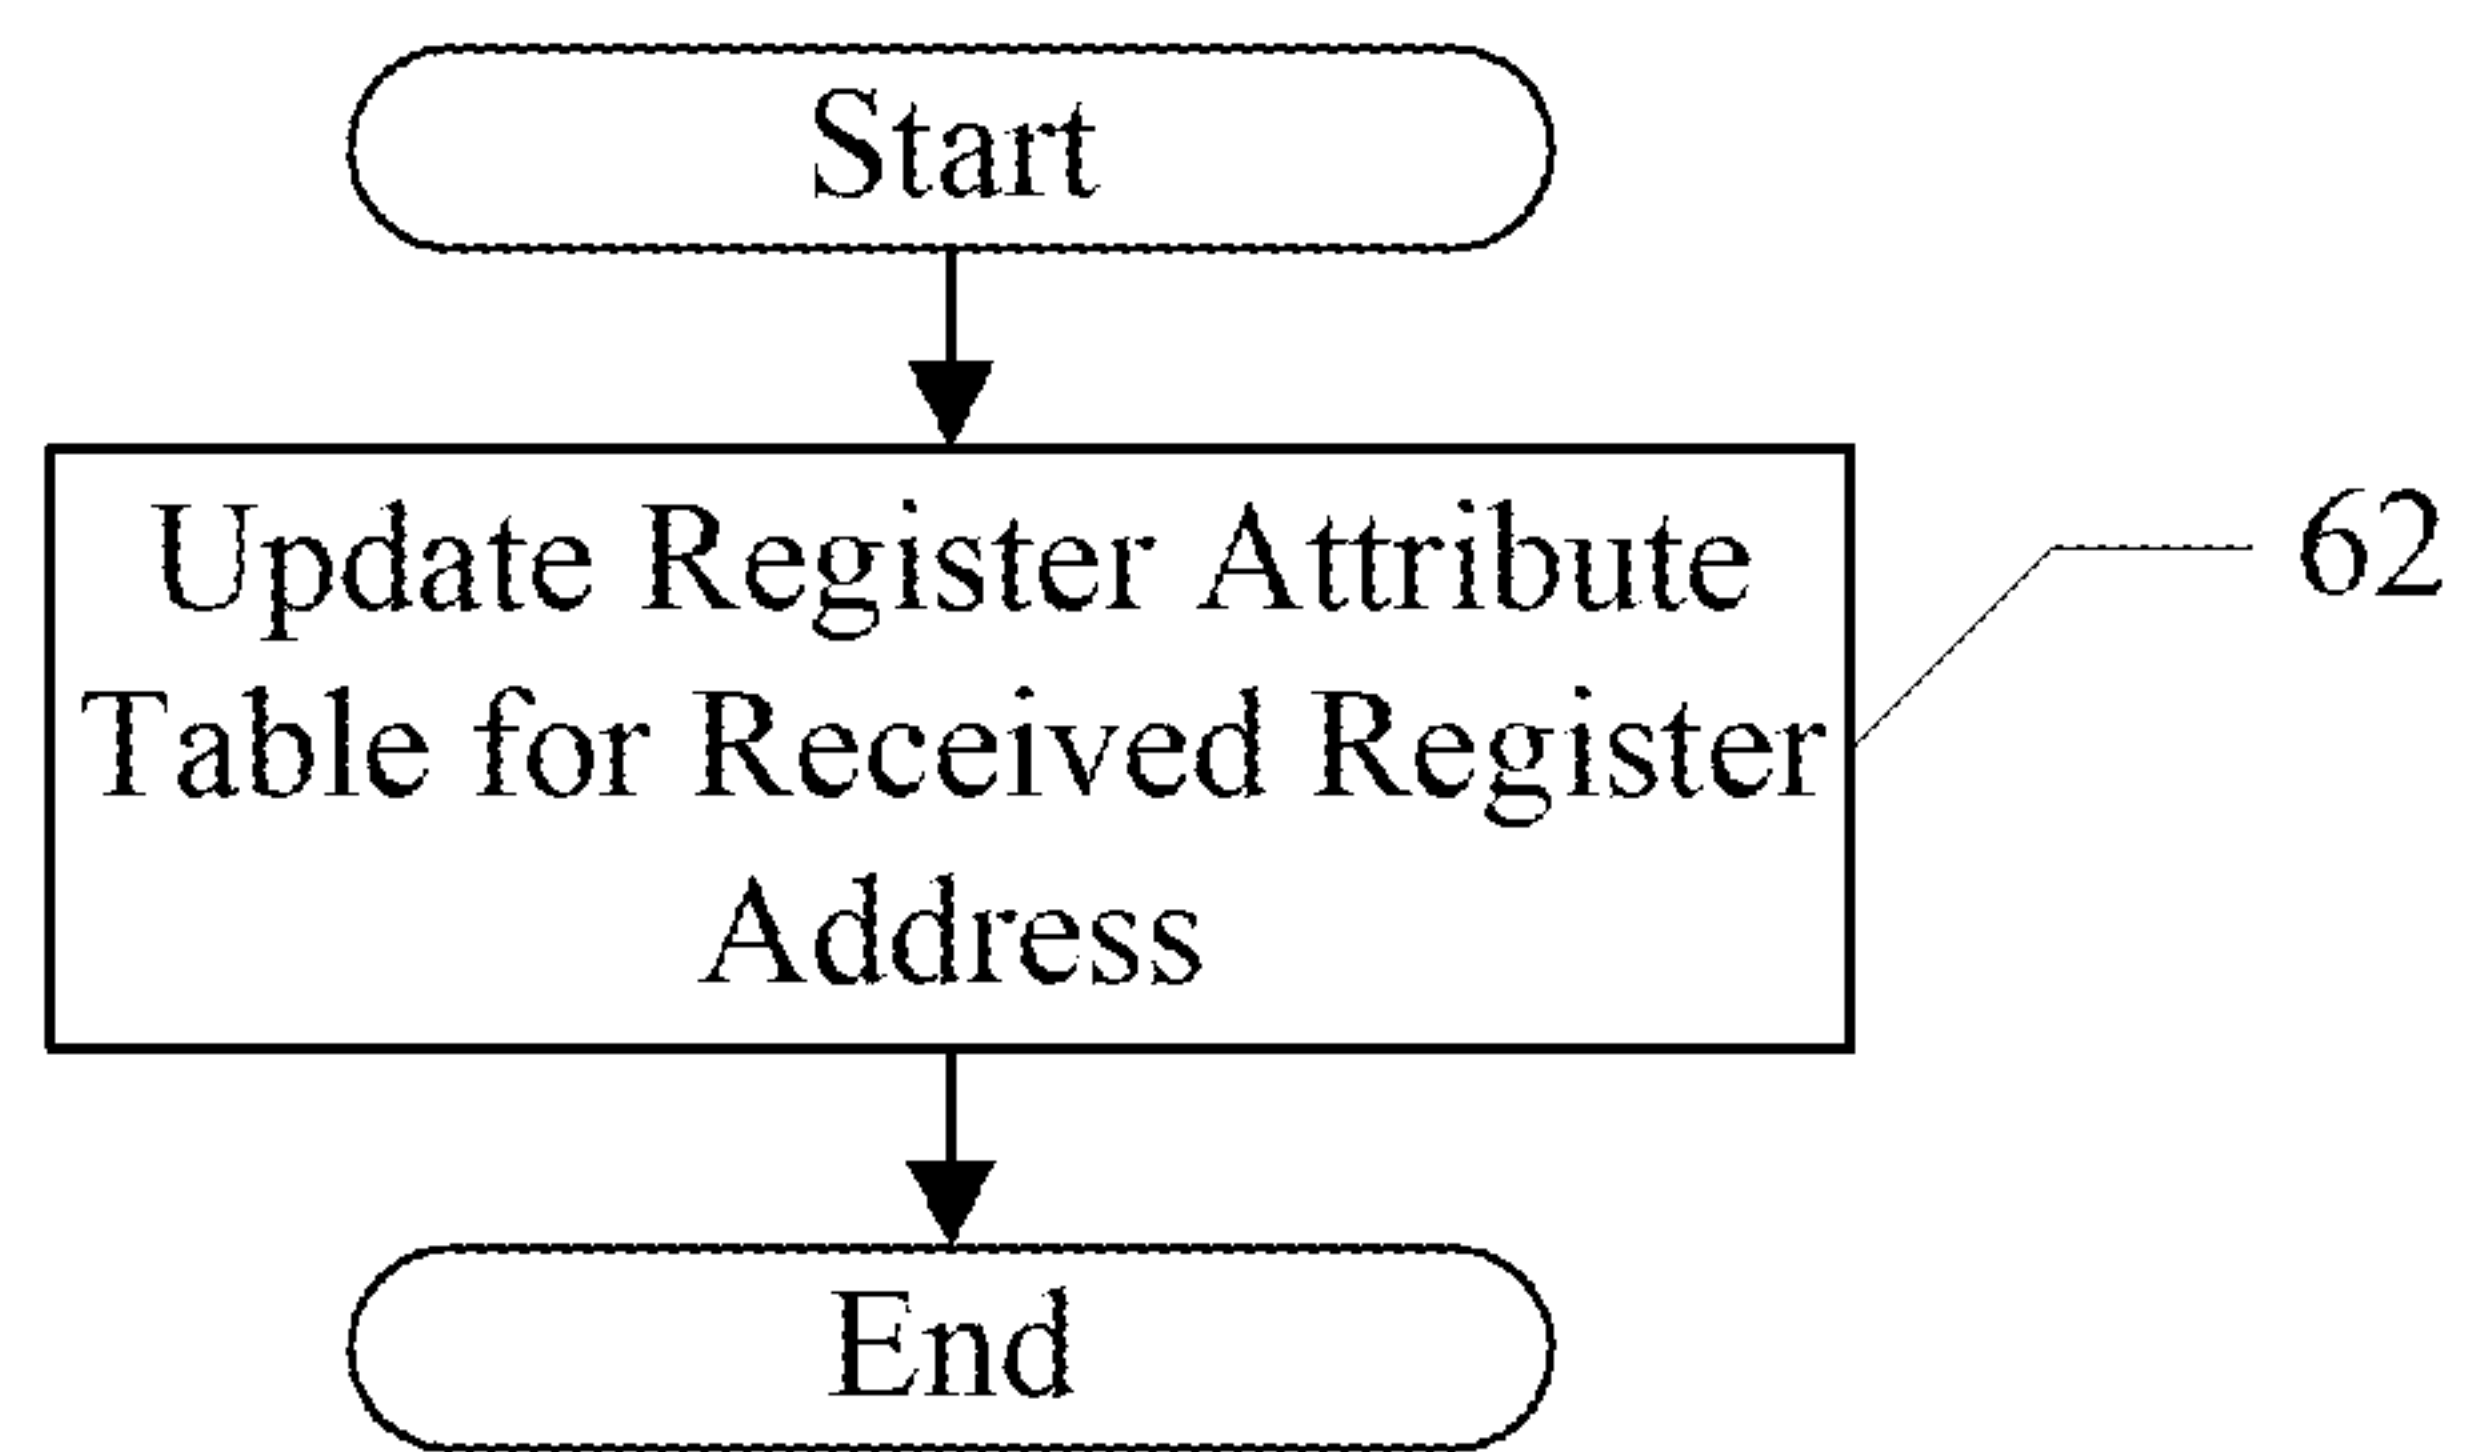 Start
Update Register Attribute
62
Table for Received Register
Address
End